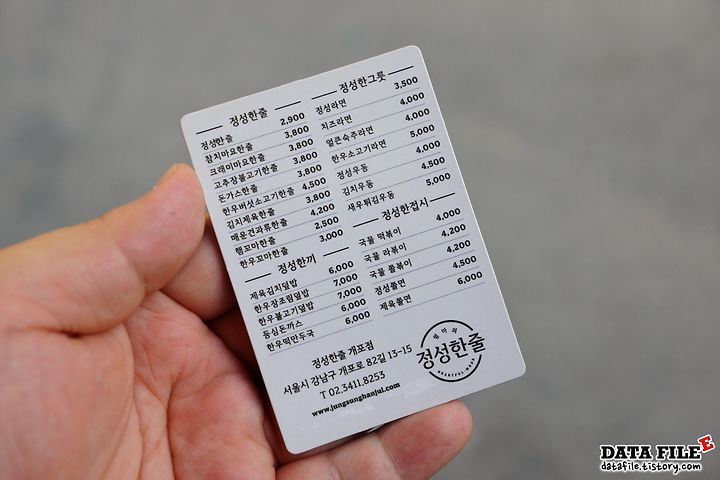 정성한줄
정성한줄 2,900
참치마요한줄 3,800
크래미마요한줄 3,800
고추장불고기한줄 3,800
돈가스한줄 3,800
한우버섯소고기한줄 4,500
김치제육한줄 3,800
매운견과류한줄 4,200
햄꼬마한줄 2,500
한우꼬마한줄 3,000
정성한끼
제육김치덮밥 6,000
한우장조림덮밥 7,000
한우불고기덮밥 7,000
등심돈까스 6,000
한우떡만두국 6,000
정성한그릇
정성라면 3,500
치즈라면 4,000
얼큰숙주라면 4,000
한우소고기라면 5,000
정성우동 4,000
김치우동 4,500
새우튀김우동 5,000
정성한접시
국물 떡볶이 4,000
국물 라볶이 4,200
국물 쫄볶이 4,200
정성쫄면 4,500
제육쫄면 6,000
정성한줄 개포점
서울시 강남구 개포로 82길 13-15
T 02.3411.8253
www.jungsunghanjul.com
엄마의
정성한줄
HEARTFUL MADE
DATA FILE E
datafile.tistory.com